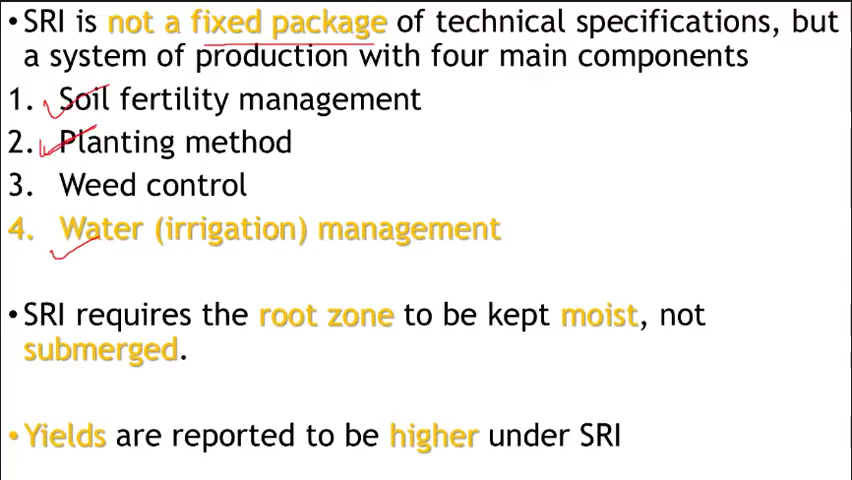 •SRI is not a fixed package of technical specifications, but
a system of production with four main components
1. Soil fertility management
2. Planting method
3. Weed control
4. Water (irrigation) management
•SRI requires the root zone to be kept moist, not
submerged.
•Yields are reported to be higher under SRI